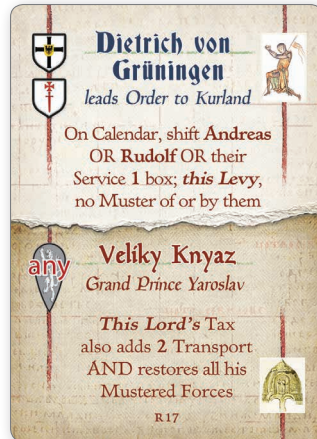 Dietrich von
Grüningen
leads Order to Kurland
On Calendar, shift Andreas
OR Rudolf OR their
Service 1 box; this Levy,
no Muster of or by them
any
Veliky Knyaz
Grand Prince Yaroslav
This Lord's Tax
also adds 2 Transport
AND restores all his
Mustered Forces
R17